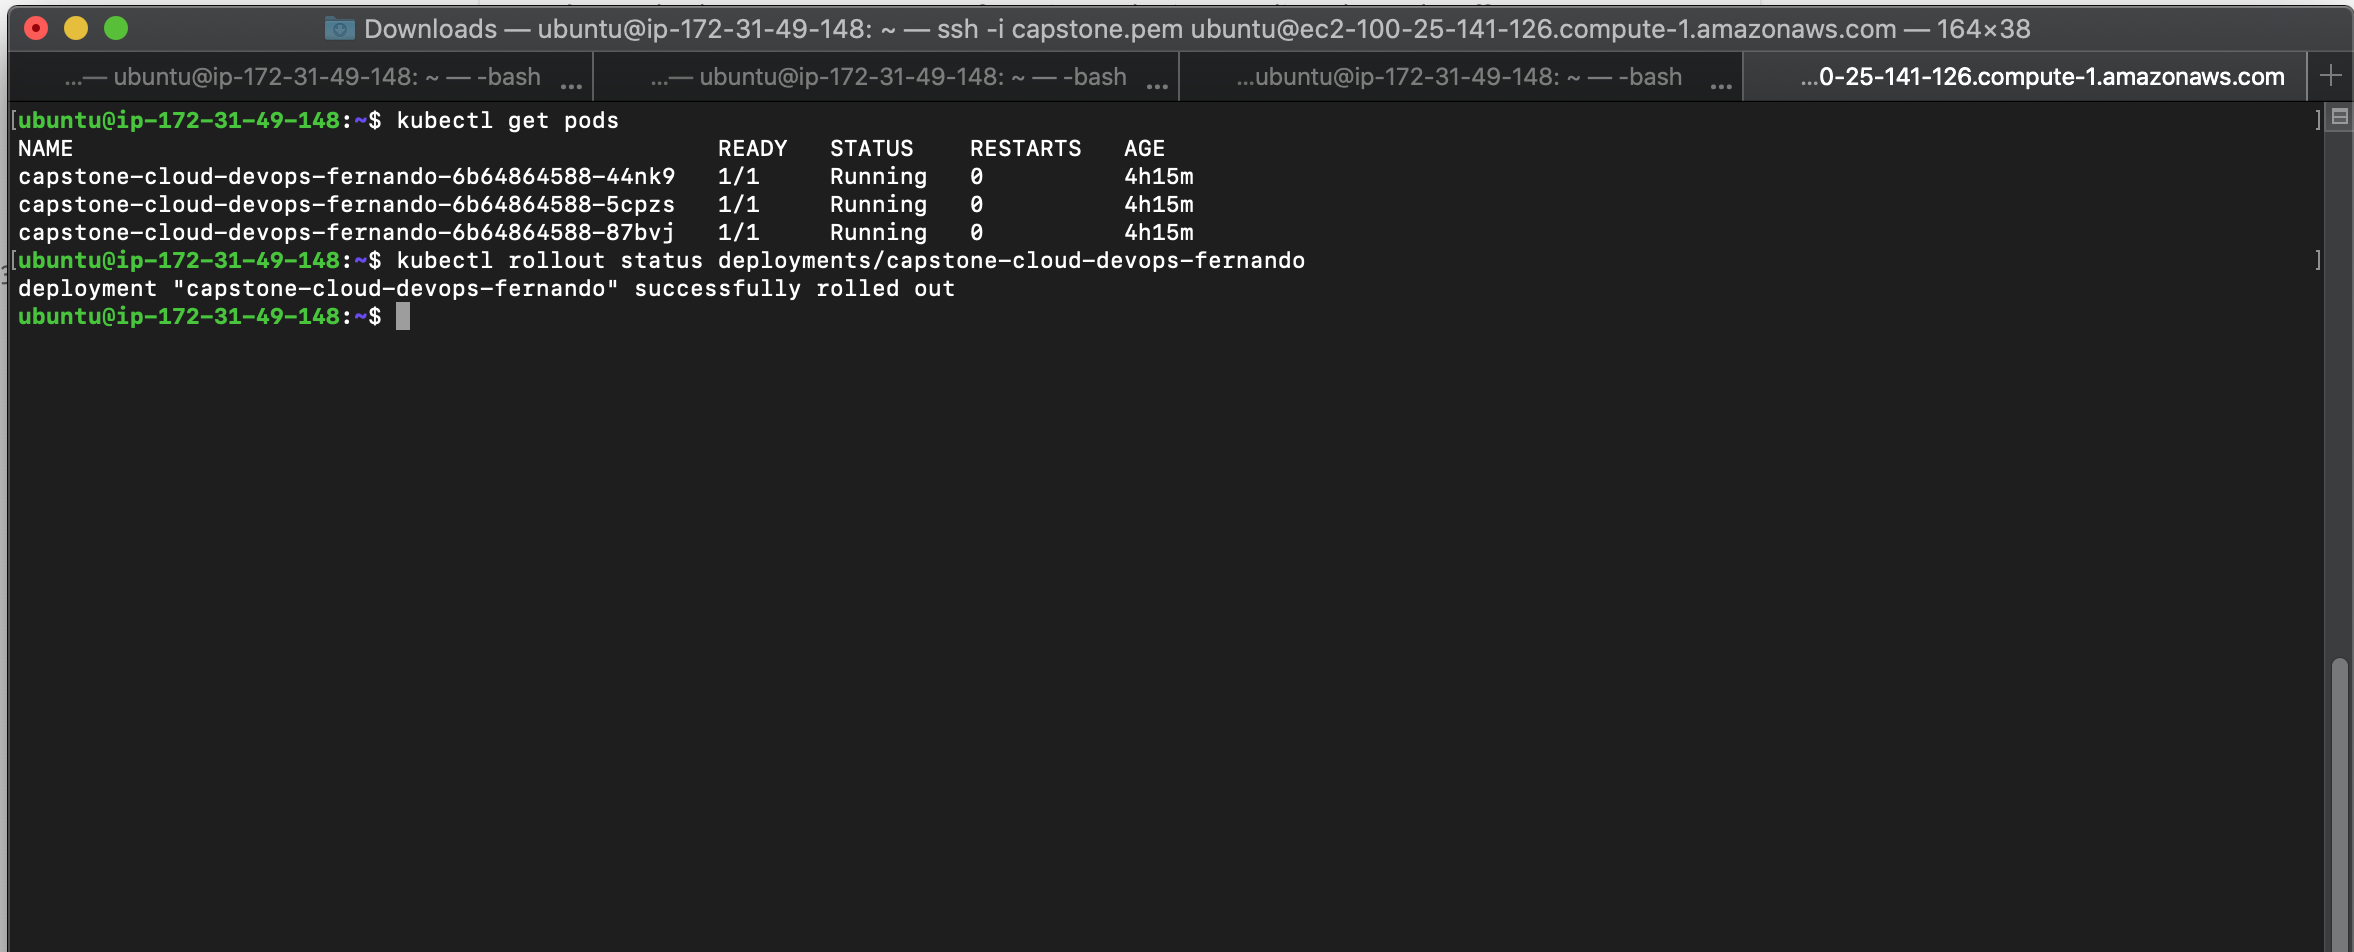 Downloads — ubuntu@ip-172-31-49-148: ~ — ssh -i capstone.pem ubuntu@ec2-100-25-141-126.compute-1.amazonaws.com — 164×38
...— ubuntu@ip-172-31-49-148: ~ — -bash ... ...— ubuntu@ip-172-31-49-148: ~ — -bash ... ...ubuntu@ip-172-31-49-148: ~ — -bash ... ...0-25-141-126.compute-1.amazonaws.com +
[ubuntu@ip-172-31-49-148:~$ kubectl get pods ]
NAME READY STATUS RESTARTS AGE
capstone-cloud-devops-fernando-6b64864588-44nk9 1/1 Running 0 4h15m
capstone-cloud-devops-fernando-6b64864588-5cpzs 1/1 Running 0 4h15m
capstone-cloud-devops-fernando-6b64864588-87bvj 1/1 Running 0 4h15m
[ubuntu@ip-172-31-49-148:~$ kubectl rollout status deployments/capstone-cloud-devops-fernando ]
deployment "capstone-cloud-devops-fernando" successfully rolled out
ubuntu@ip-172-31-49-148:~$